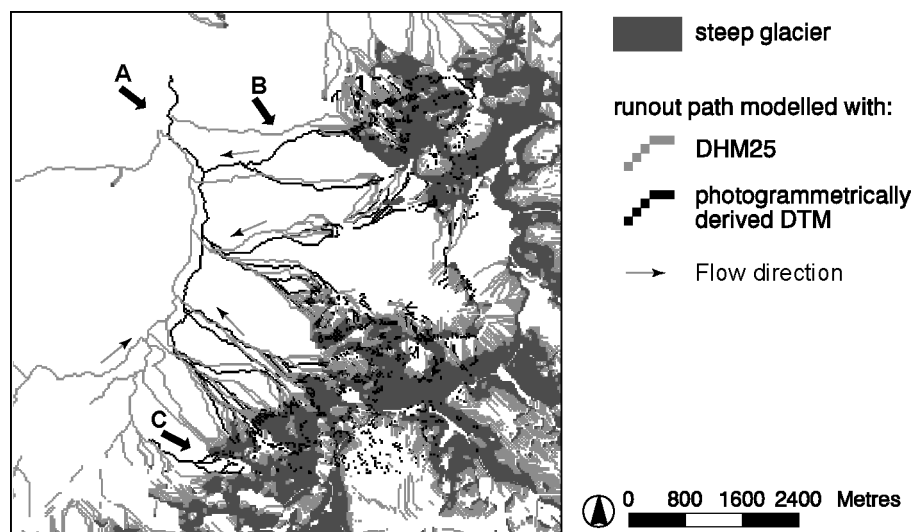 A
B
C
steep glacier
runout path modelled with:
DHM25
photogrammetrically
derived DTM
Flow direction
0 800 1600 2400 Metres